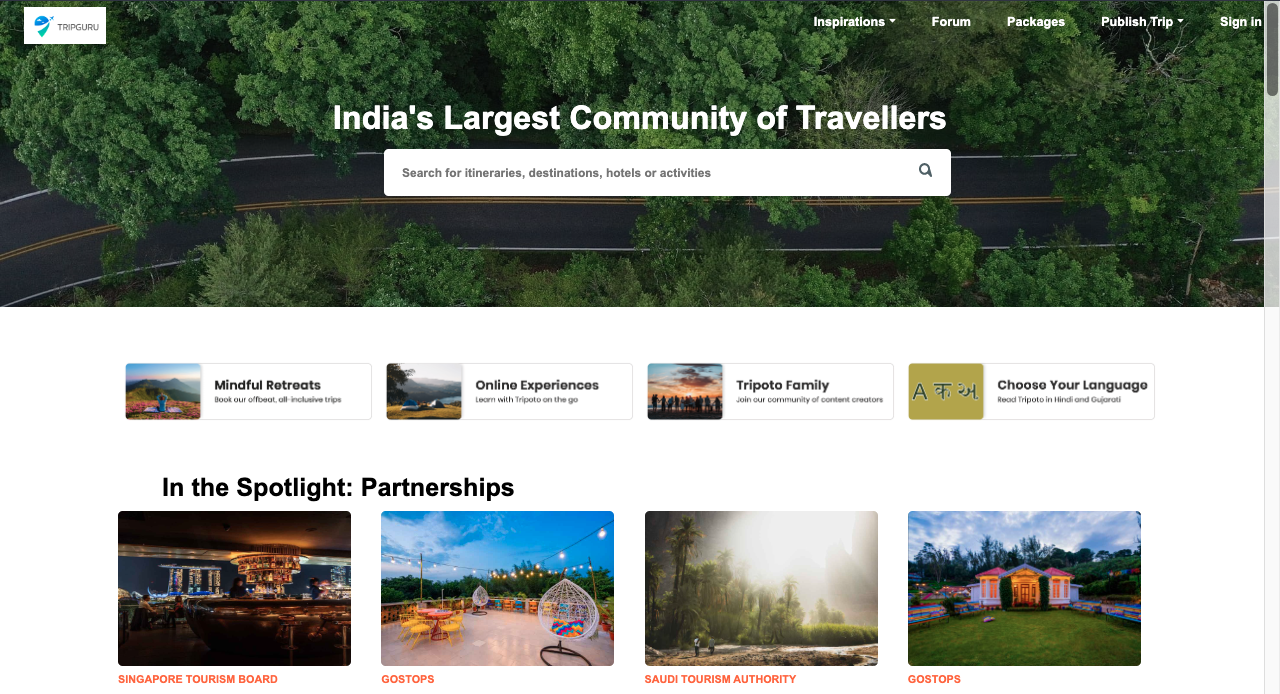 TRIPGURU
Inspirations
Forum
Packages
Publish Trip
Sign in
India's Largest Community of Travellers
Search for itineraries, destinations, hotels or activities
Mindful Retreats
Book our offbeat, all-inclusive trips
Online Experiences
Learn with Tripoto on the go
Tripoto Family
Join our community of content creators
A क અ
Choose Your Language
Read Tripoto in Hindi and Gujarati
In the Spotlight: Partnerships
SINGAPORE TOURISM BOARD
GOSTOPS
SAUDI TOURISM AUTHORITY
GOSTOPS